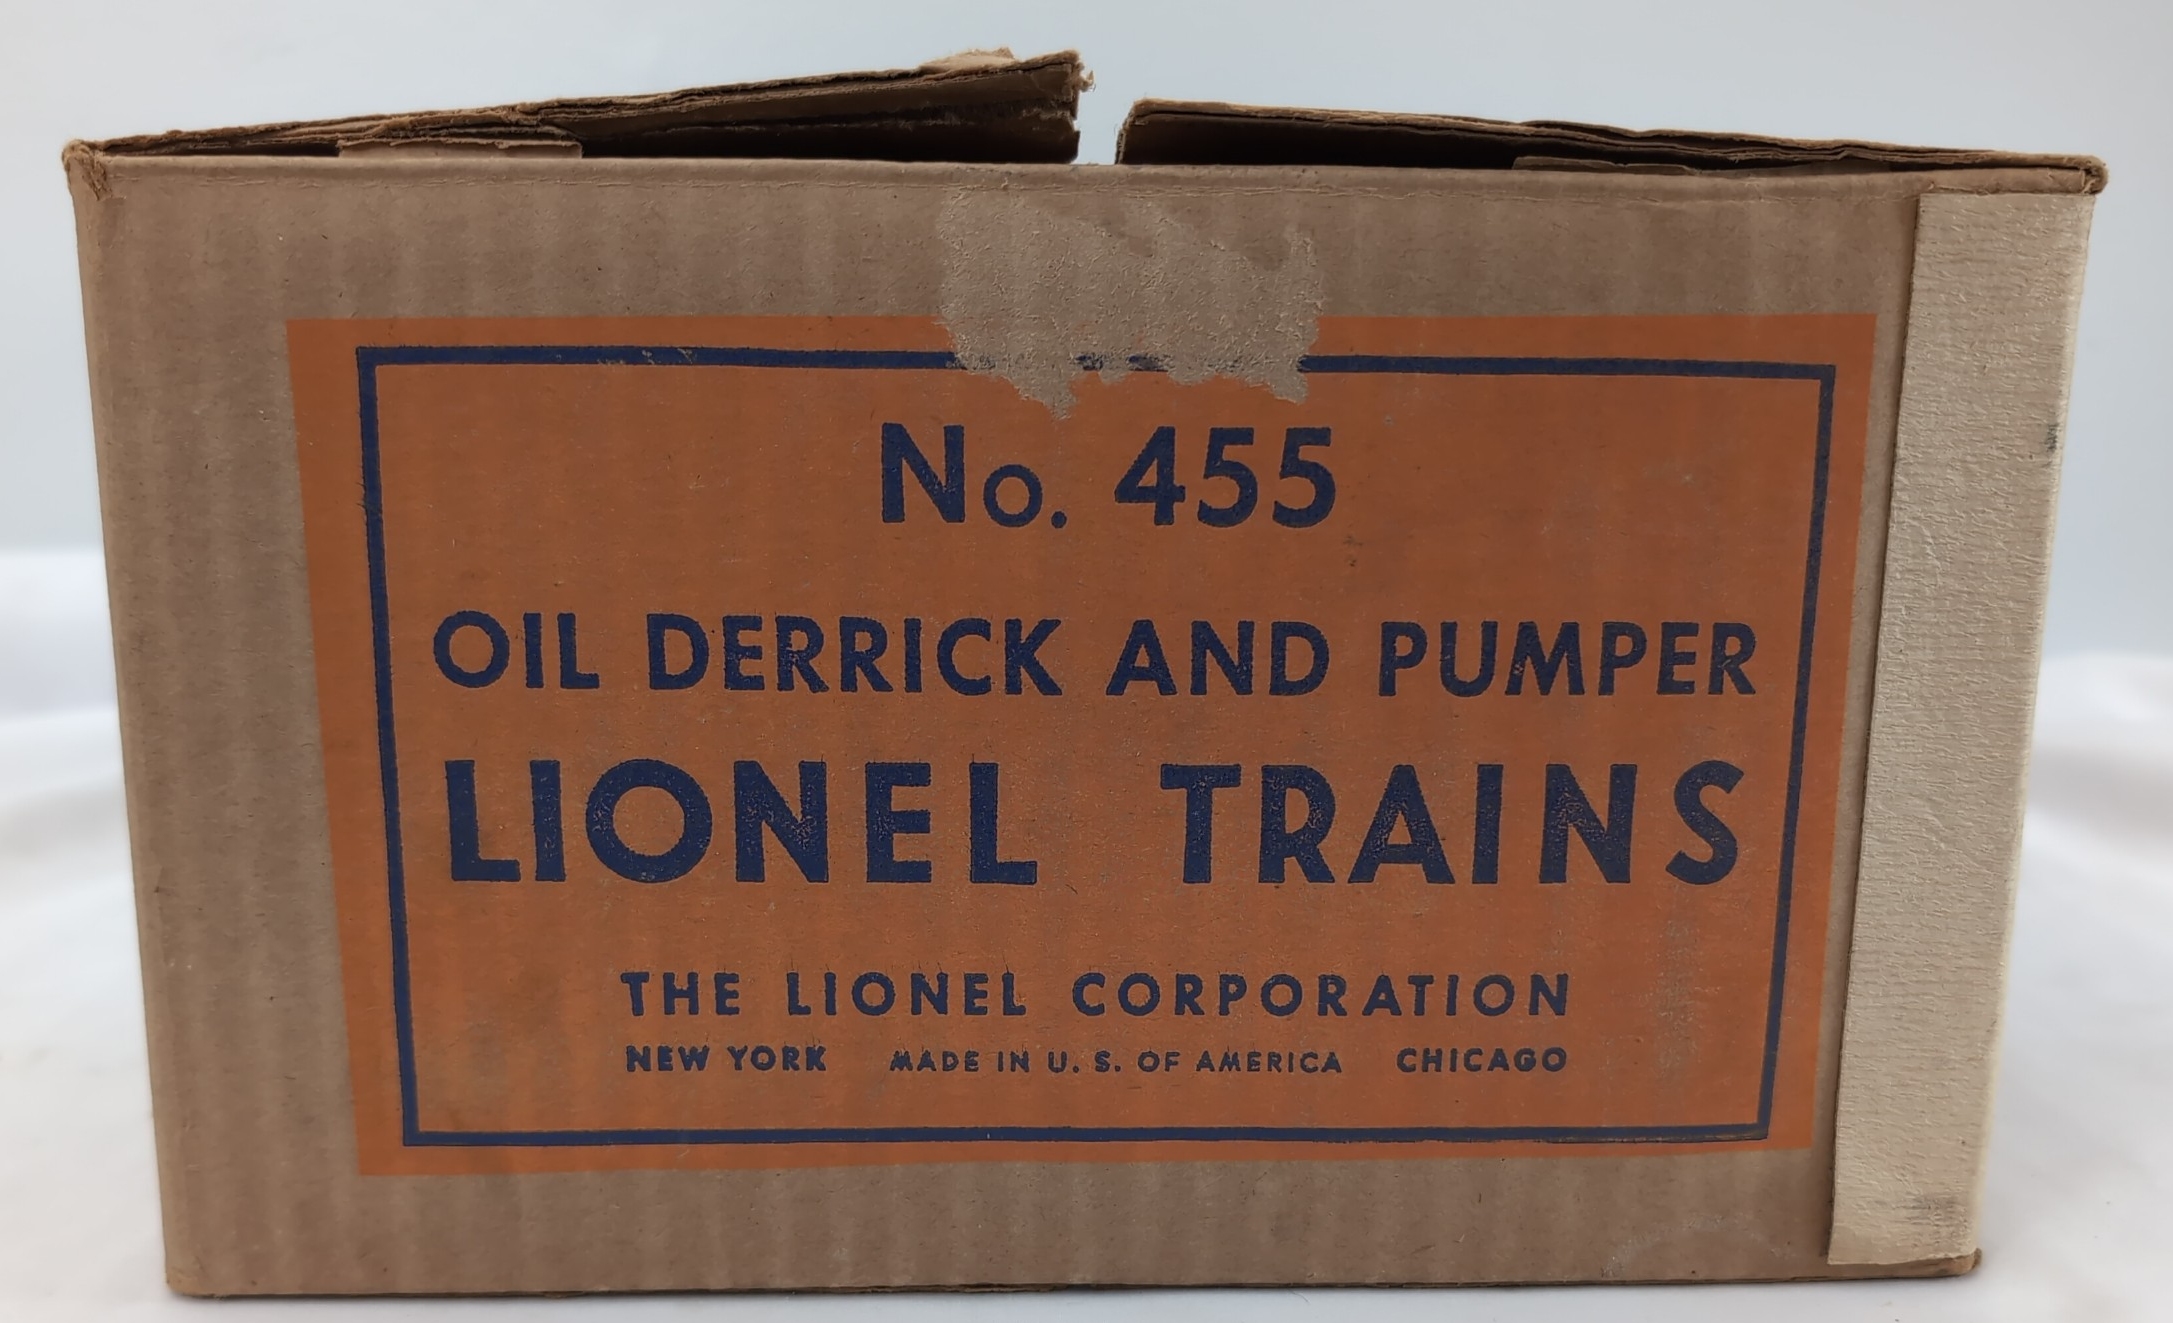 No. 455
OIL DERRICK AND PUMPER
LIONEL TRAINS
THE LIONEL CORPORATION
NEW YORK MADE IN U. S. OF AMERICA CHICAGO